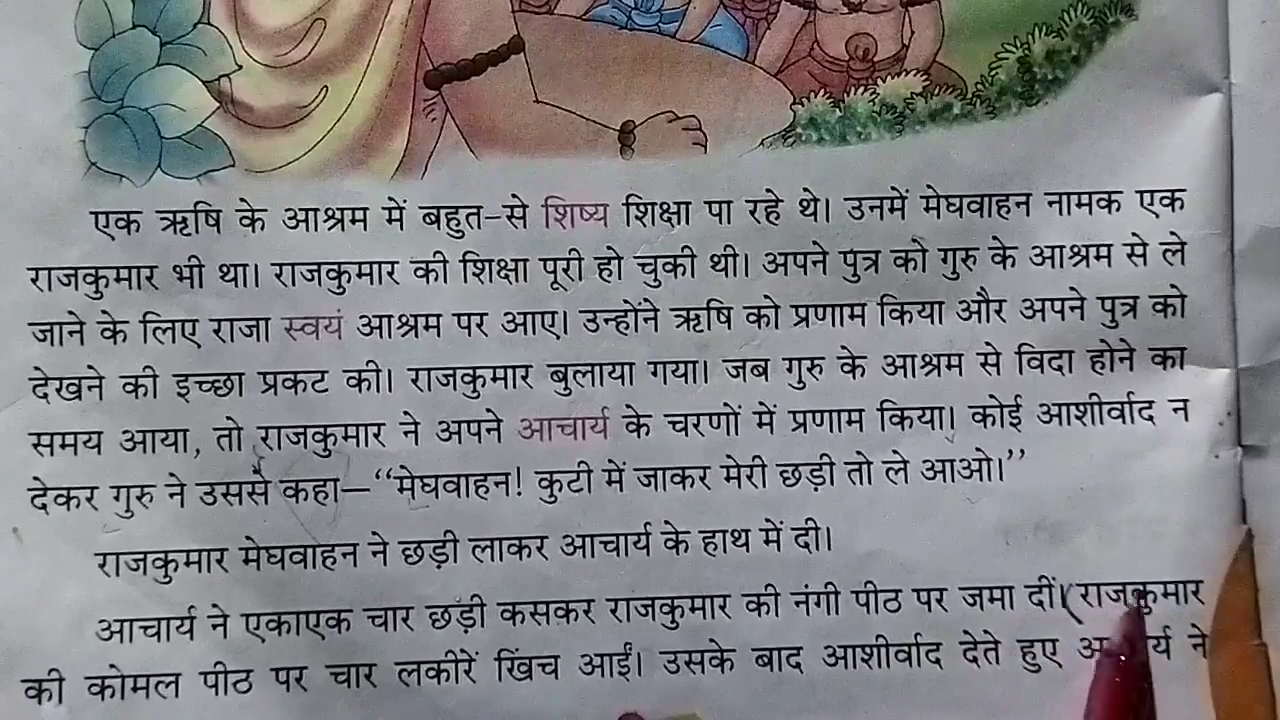 एक ऋषि के आश्रम में बहुत-से शिष्य शिक्षा पा रहे थे। उनमें मेघवाहन नामक एक
राजकुमार भी था। राजकुमार की शिक्षा पूरी हो चुकी थी। अपने पुत्र को गुरु के आश्रम से ले
जाने के लिए राजा स्वयं आश्रम पर आए। उन्होंने ऋषि को प्रणाम किया और अपने पुत्र को
देखने की इच्छा प्रकट की। राजकुमार बुलाया गया। जब गुरु के आश्रम से विदा होने का
समय आया, तो राजकुमार ने अपने आचार्य के चरणों में प्रणाम किया। कोई आशीर्वाद न
देकर गुरु ने उससे कहा—“मेघवाहन! कुटी में जाकर मेरी छड़ी तो ले आओ।”
राजकुमार मेघवाहन ने छड़ी लाकर आचार्य के हाथ में दी।
आचार्य ने एकाएक चार छड़ी कसकर राजकुमार की नंगी पीठ पर जमा दीं। राजकुमार
की कोमल पीठ पर चार लकीरें खिंच आईं। उसके बाद आशीर्वाद देते हुए ने